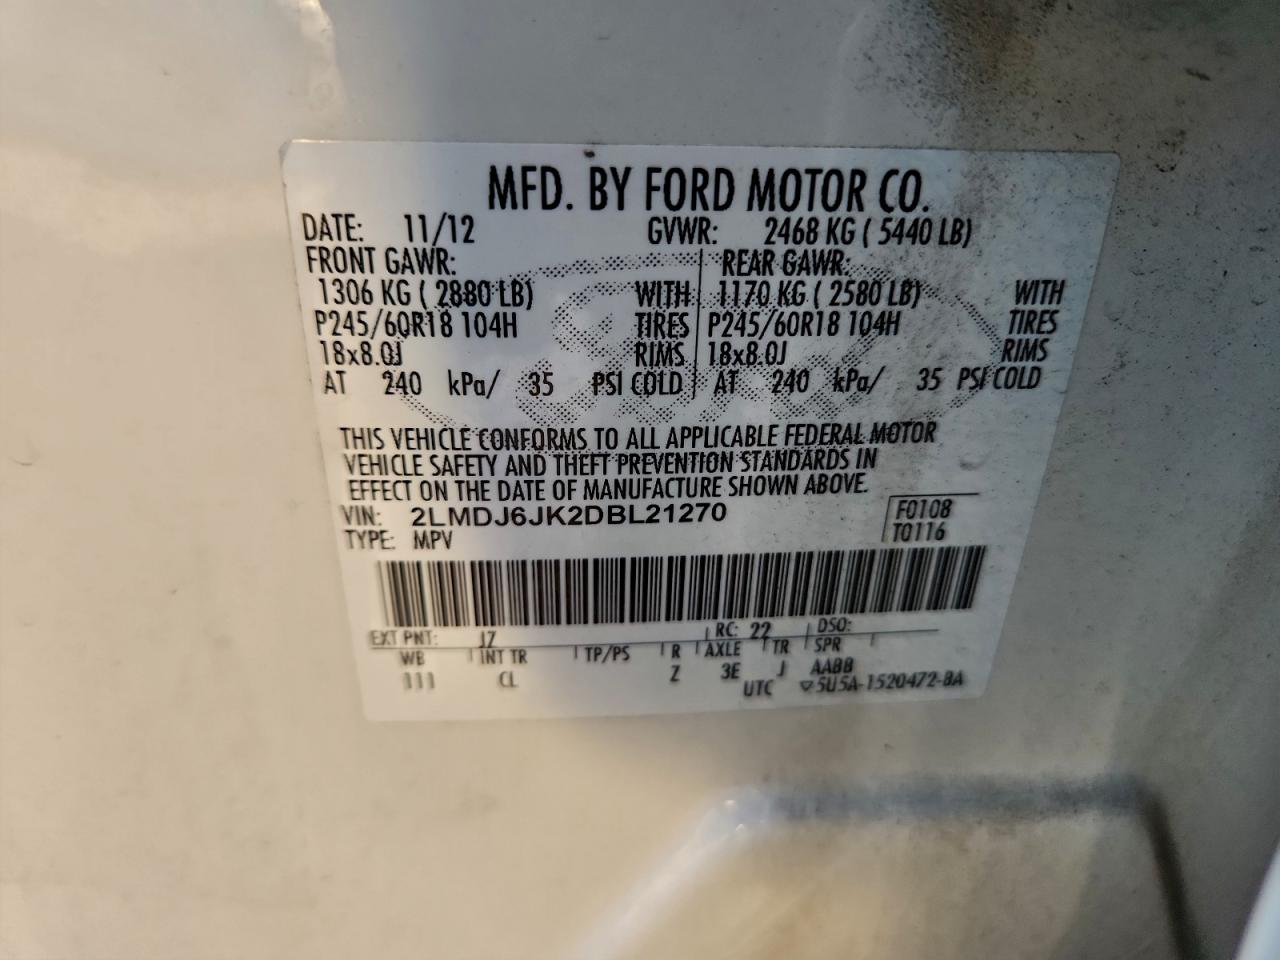 MFD. BY FORD MOTOR CO.
DATE: 11/12 GVWR: 2468 KG ( 5440 LB)
FRONT GAWR: REAR GAWR:
1306 KG ( 2880 LB) WITH 1170 KG ( 2580 LB) WITH
P245/60R18 104H TIRES P245/60R18 104H TIRES
18x8.0J RIMS 18x8.0J RIMS
AT 240 kPa/ 35 PSI COLD AT 240 kPa/ 35 PSI COLD
THIS VEHICLE CONFORMS TO ALL APPLICABLE FEDERAL MOTOR
VEHICLE SAFETY AND THEFT PREVENTION STANDARDS IN
EFFECT ON THE DATE OF MANUFACTURE SHOWN ABOVE.
VIN: 2LMDJ6JK2DBL21270 F0108
TYPE: MPV T0116
EXT PNT: JZ RC: 22 DSO:
WB INT TR TP/PS R AXLE TR SPR
111 CL Z 3E J AABB
UTC ▽5U5A-1520472-BA